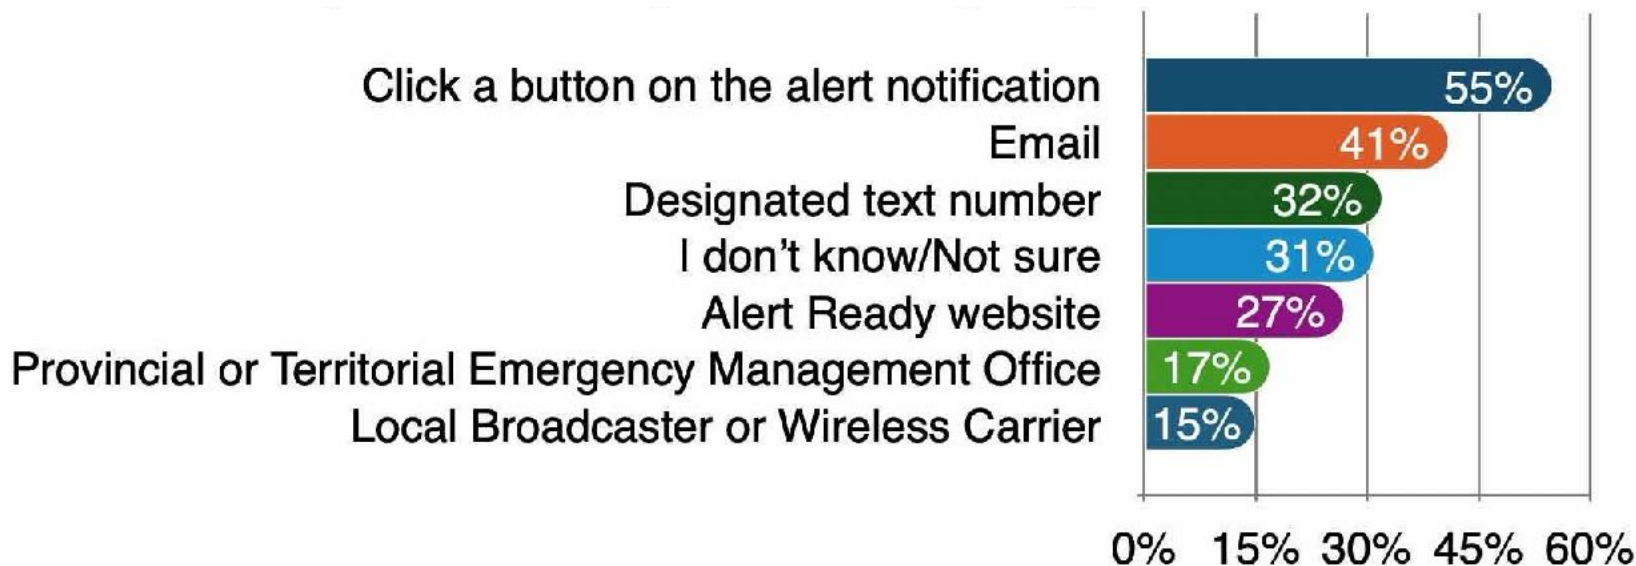 Click a button on the alert notification 55%
Email 41%
Designated text number 32%
I don't know/Not sure 31%
Alert Ready website 27%
Provincial or Territorial Emergency Management Office 17%
Local Broadcaster or Wireless Carrier 15%
0% 15% 30% 45% 60%